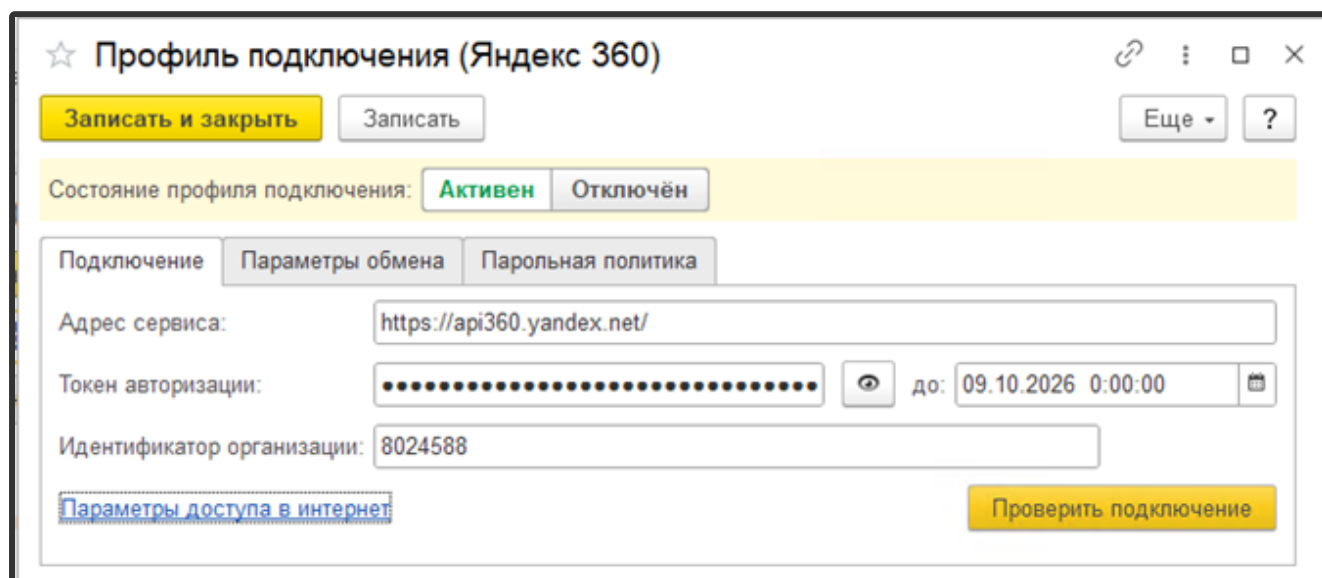 Профиль подключения (Яндекс 360)
Записать и закрыть Записать Еще ?
Состояние профиля подключения: Активен Отключён
Подключение Параметры обмена Парольная политика
Адрес сервиса: https://api360.yandex.net/
Токен авторизации: ••••••••••••••••••••••••••••••• до: 09.10.2026 0:00:00
Идентификатор организации: 8024588
Параметры доступа в интернет Проверить подключение